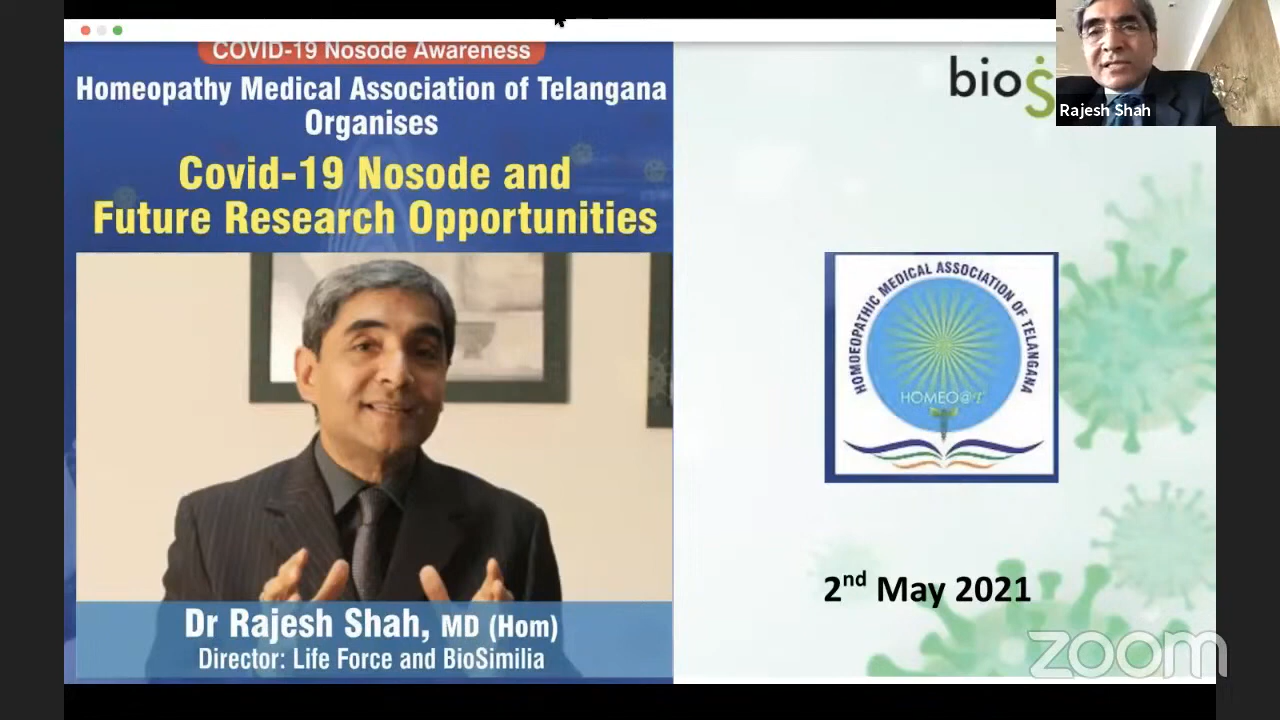 COVID-19 Nosode Awareness
Homeopathy Medical Association of Telangana
Organises
Covid-19 Nosode and
Future Research Opportunities
Dr Rajesh Shah, MD (Hom)
Director: Life Force and BioSimilia
bioS
Rajesh Shah
HOMOEOPATHIC MEDICAL ASSOCIATION OF TELANGANA
HOMEO@T
2nd May 2021
zoom